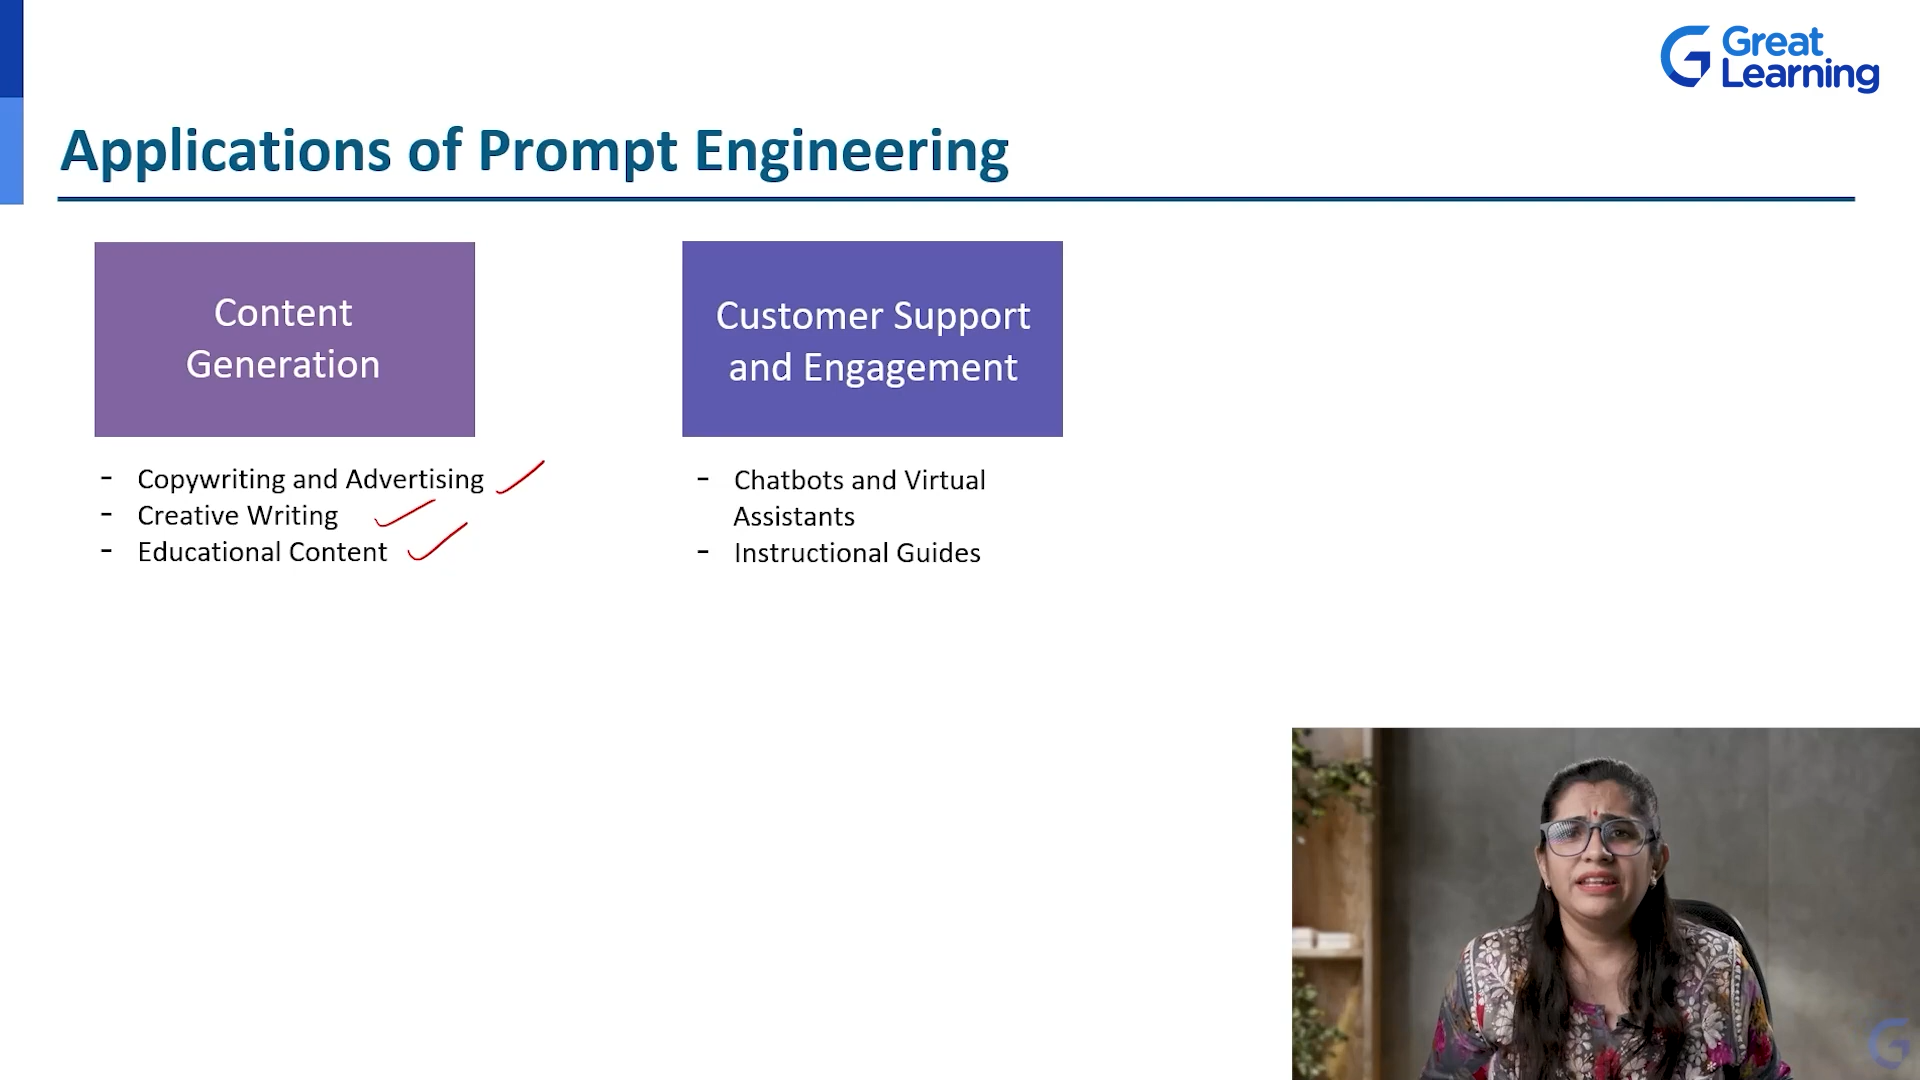 Great
Learning
Applications of Prompt Engineering
Content
Generation
- Copywriting and Advertising
- Creative Writing
- Educational Content
Customer Support
and Engagement
- Chatbots and Virtual
Assistants
- Instructional Guides